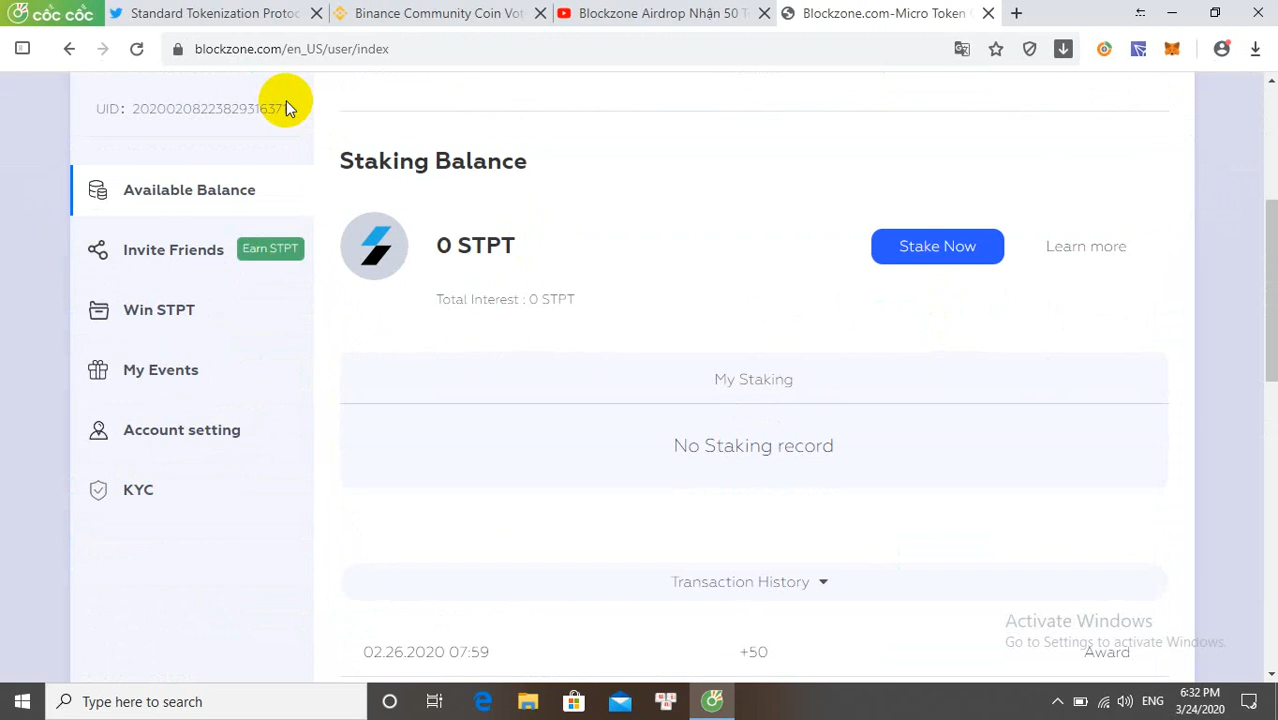 cốc cốc
Standard Tokenization Protoc
Binance Community Coin Vot
Blockzone Airdrop Nhận 50 T
Blockzone.com-Micro Token
blockzone.com/en_US/user/index
UID:
Staking Balance
Available Balance
0 STPT
Stake Now
Learn more
Invite Friends
Earn STPT
Total Interest : 0 STPT
Win STPT
My Events
My Staking
Account setting
No Staking record
KYC
Transaction History
Activate Windows
Go to Settings to activate Windows.
02.26.2020 07:59
+50
Award
Type here to search
ENG
6:32 PM
3/24/2020